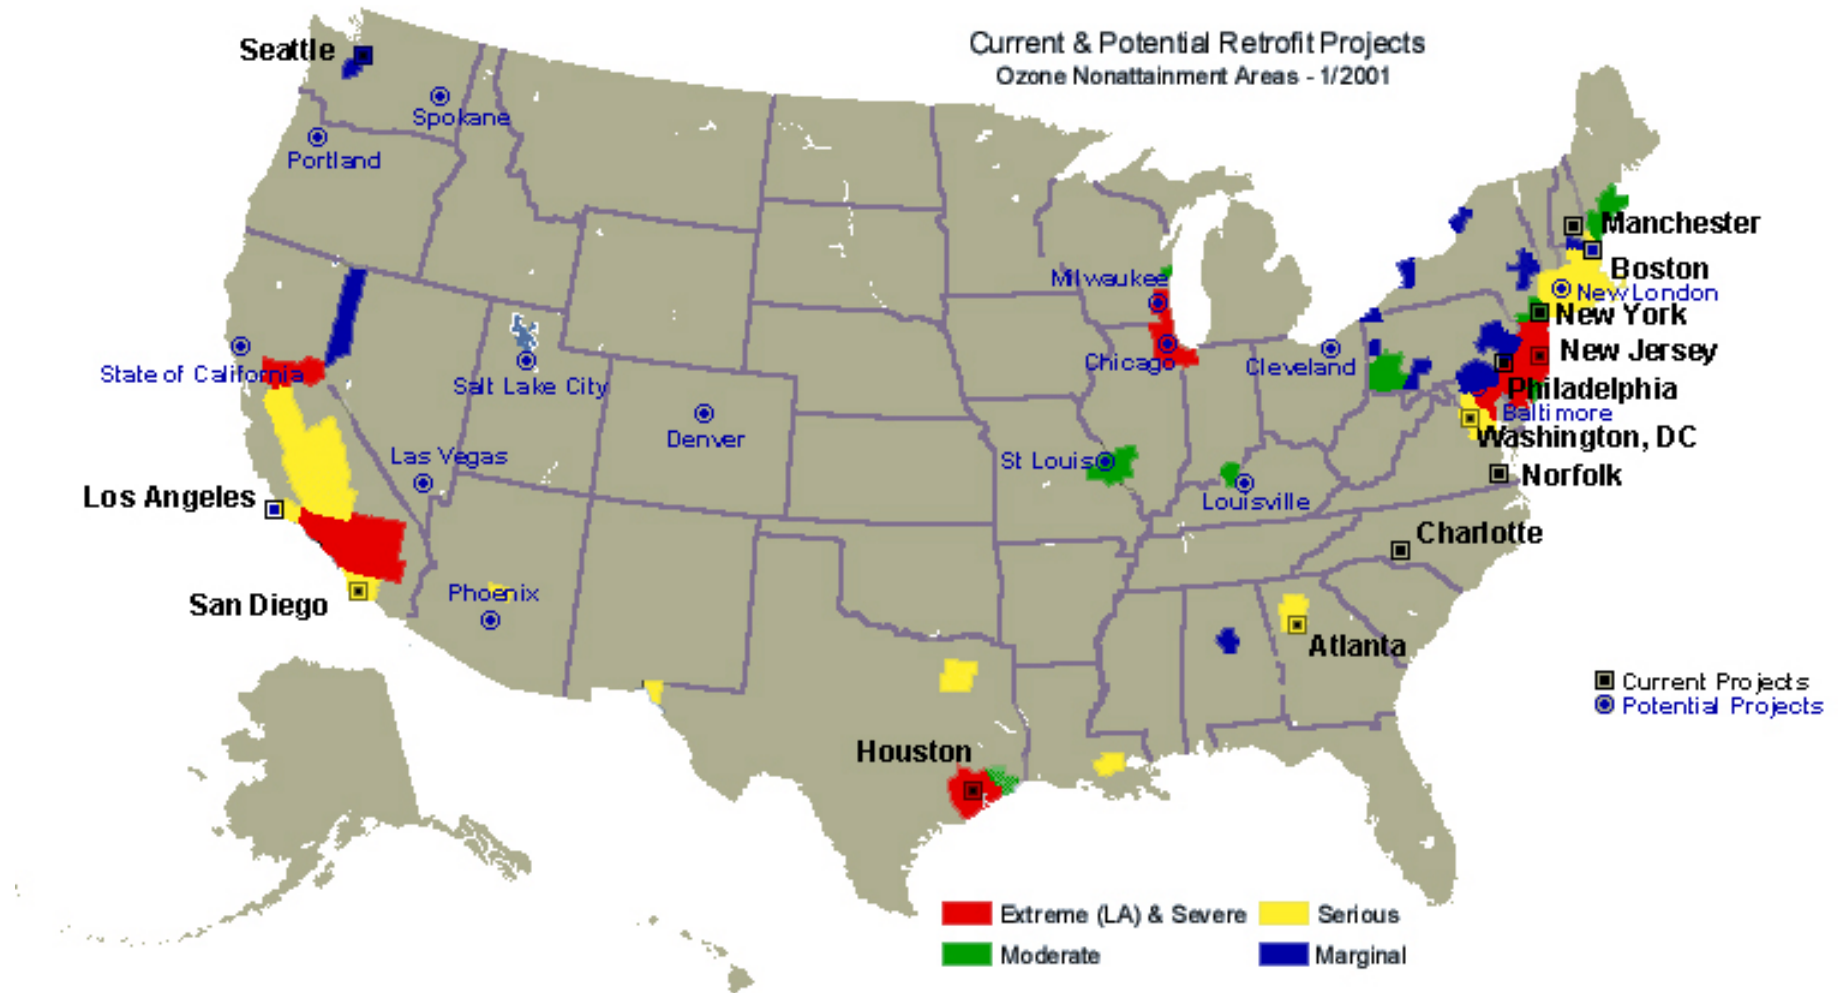 Current & Potential Retrofit Projects
Ozone Nonattainment Areas - 1/2001
Seattle
Spokane
Portland
Manchester
Boston
Milwaukee
New London
New York
New Jersey
Chicago
Cleveland
State of California
Salt Lake City
Philadelphia
Baltimore
Denver
Washington, DC
Las Vegas
St Louis
Norfolk
Los Angeles
Louisville
Charlotte
Phoenix
San Diego
Atlanta
Current Projects
Potential Projects
Houston
Extreme (LA) & Severe
Serious
Moderate
Marginal